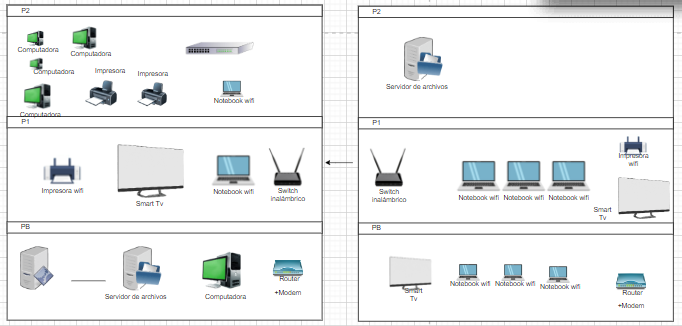 P2
Computadora
Computadora
Computadora
Impresora
Impresora
Computadora
Notebook wifi
P1
Impresora wifi
Smart Tv
Notebook wifi
Switch
inalámbrico
PB
Servidor de archivos
Computadora
Router
+Modem
P2
Servidor de archivos
P1
Switch
inalámbrico
Notebook wifi
Notebook wifi
Notebook wifi
Impresora
wifi
Smart
Tv
PB
Smart
Tv
Notebook wifi
Notebook wifi
Notebook wifi
Router
+Modem